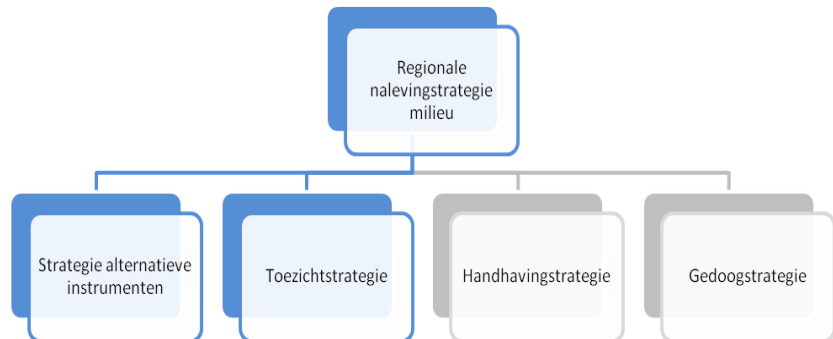 Regionale
nalevingstrategie
milieu
Strategie alternatieve
instrumenten
Toezichtstrategie
Handhavingstrategie
Gedoogstrategie